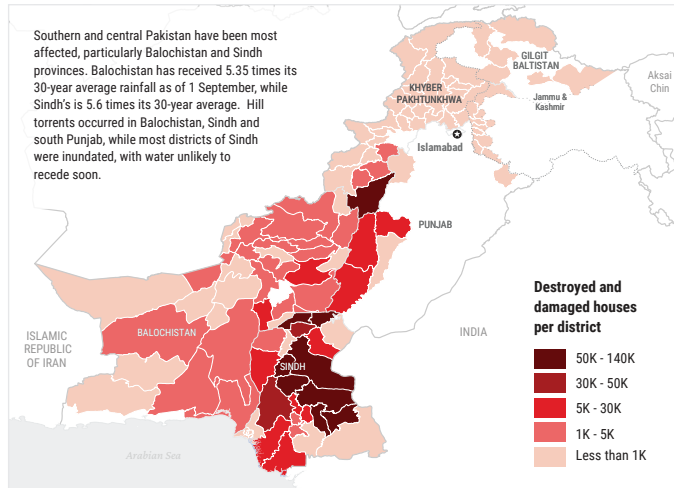 Southern and central Pakistan have been most
affected, particularly Balochistan and Sindh
provinces. Balochistan has received 5.35 times its
30-year average rainfall as of 1 September, while
Sindh's is 5.6 times its 30-year average. Hill
torrents occurred in Balochistan, Sindh and
south Punjab, while most districts of Sindh
were inundated, with water unlikely to
recede soon.
GILGIT
BALTISTAN
Aksai
Chin
KHYBER
PAKHTUNKHWA
Jammu &
Kashmir
Islamabad
PUNJAB
BALOCHISTAN
ISLAMIC
REPUBLIC
OF IRAN
INDIA
SINDH
Arabian Sea
Destroyed and
damaged houses
per district
50K - 140K
30K - 50K
5K - 30K
1K - 5K
Less than 1K